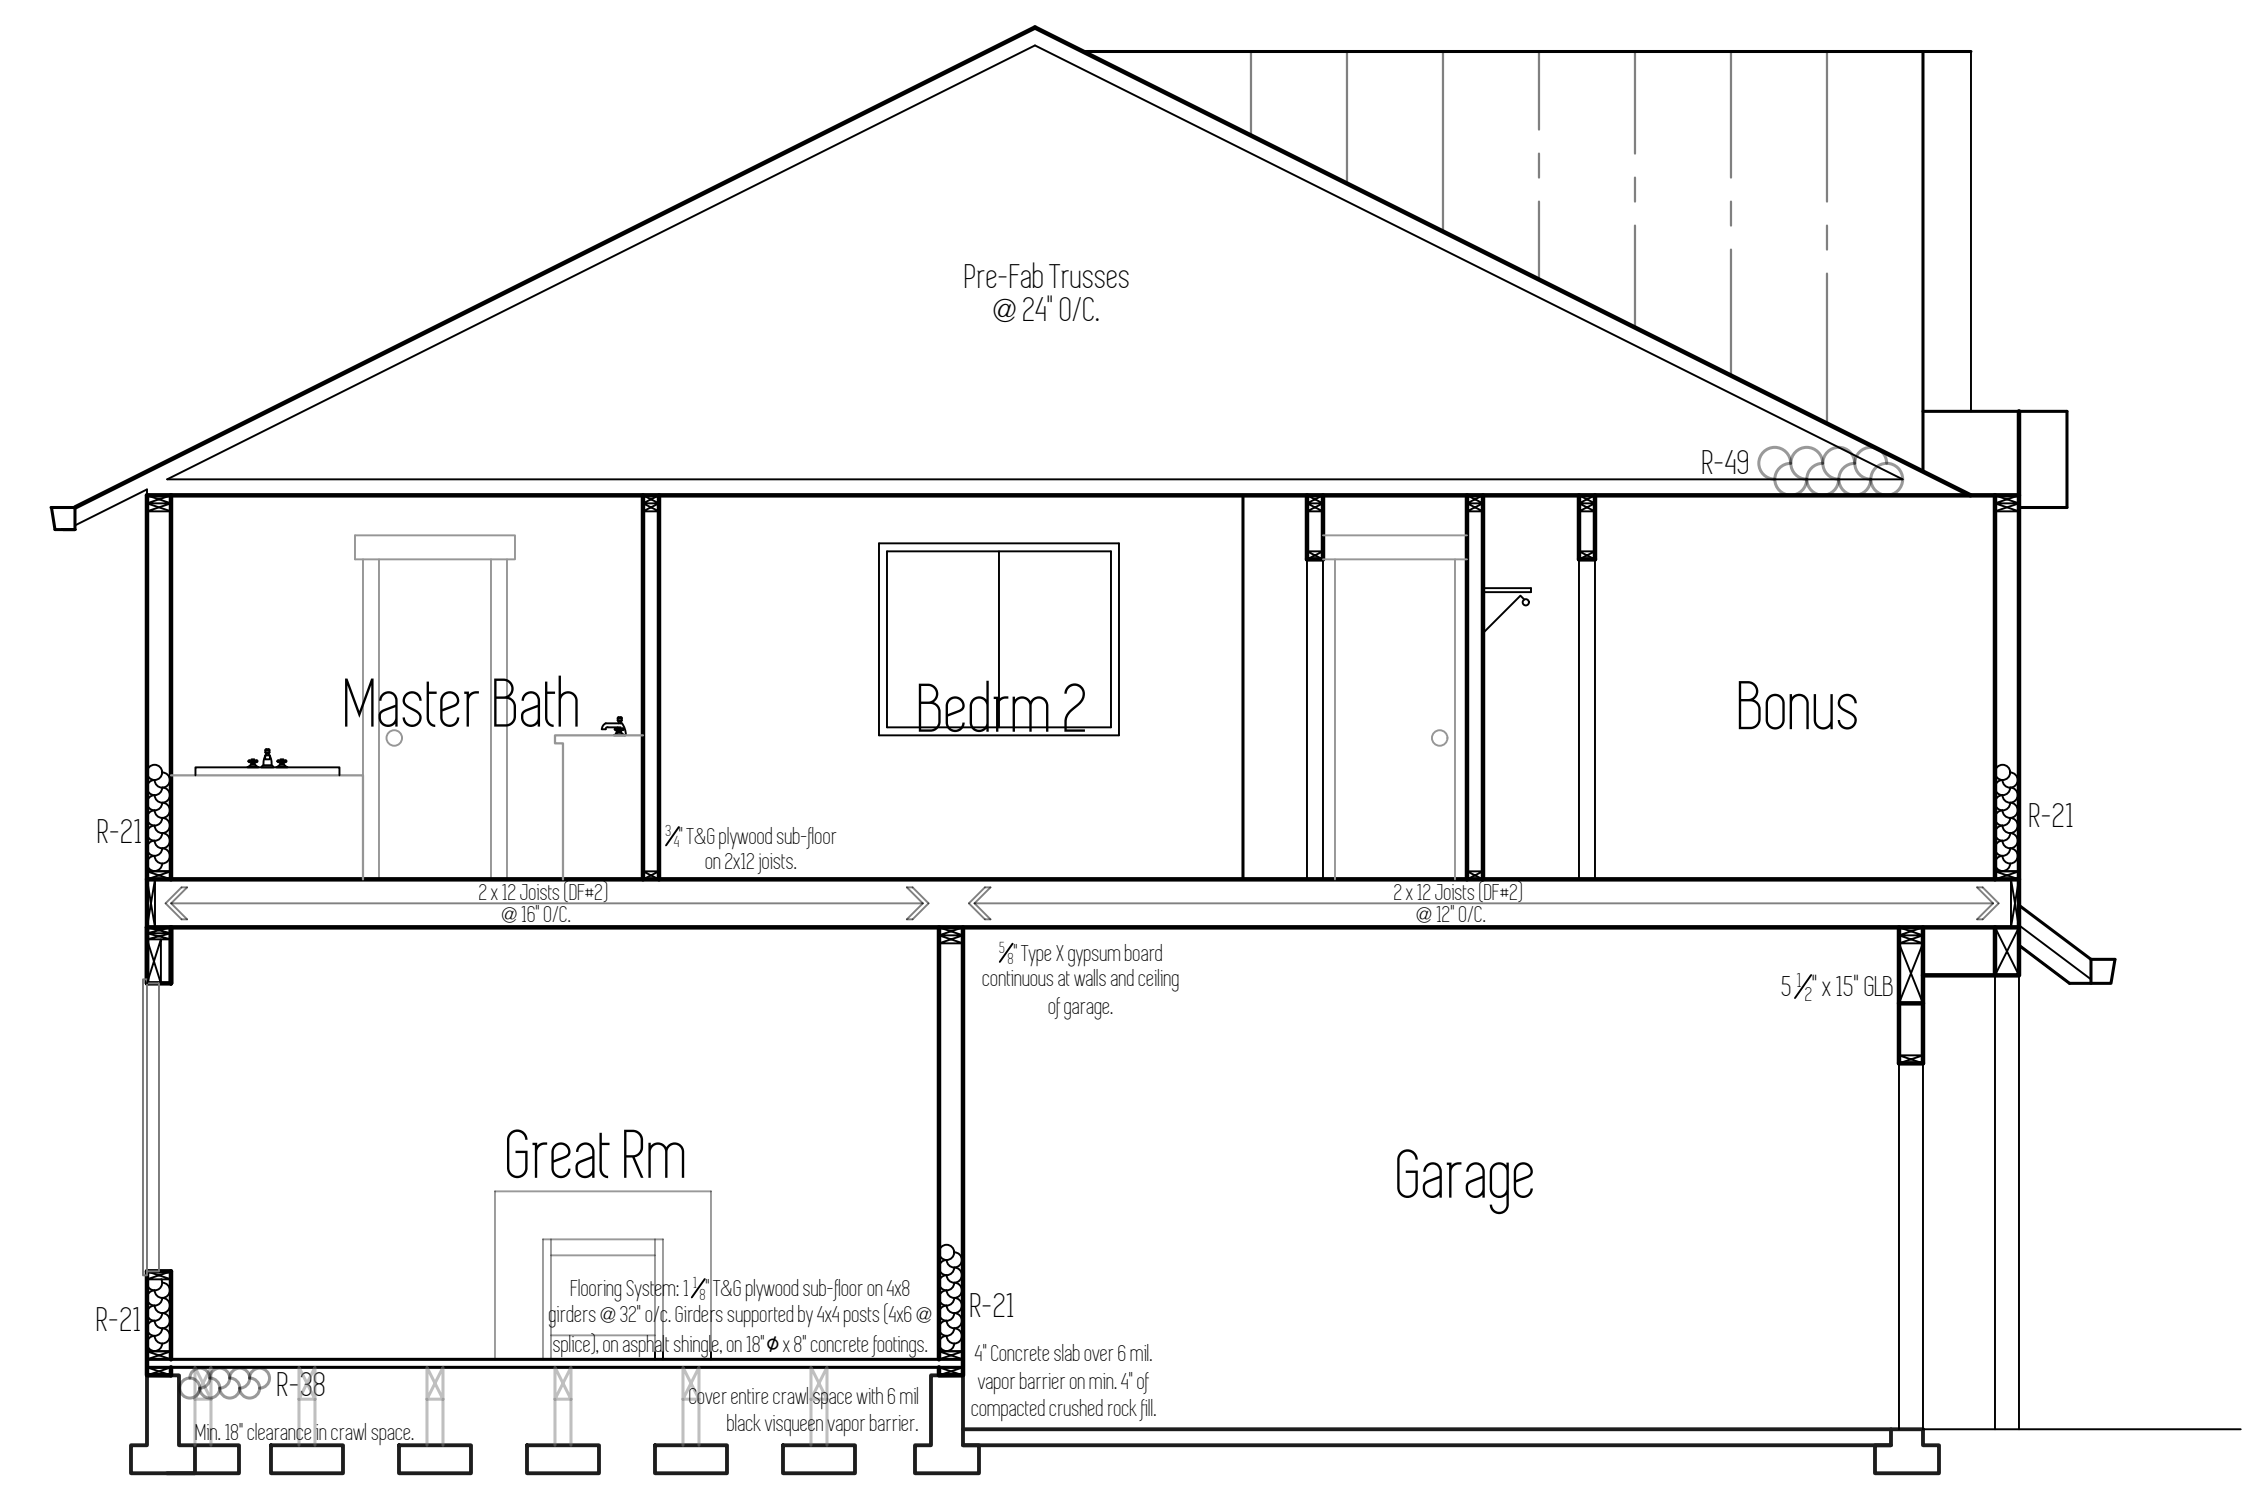 Pre-Fab Trusses
@ 24" O/C.
R-49
Master Bath
Bedrm 2
Bonus
R-21
R-21
3/4" T&G plywood sub-floor
on 2x12 joists.
2 x 12 Joists (DF#2)
@ 16" O/C.
2 x 12 Joists (DF#2)
@ 12" O/C.
5/8" Type X gypsum board
continuous at walls and ceiling
of garage.
5 1/2" x 15" GLB
Great Rm
Garage
Flooring System: 1 1/8" T&G plywood sub-floor on 4x8
girders @ 32" o/c. Girders supported by 4x4 posts (4x6 @
splice), on asphalt shingle, on 18" Ø x 8" concrete footings.
R-21
R-21
4" Concrete slab over 6 mil.
vapor barrier on min. 4" of
compacted crushed rock fill.
R-38
Cover entire crawl space with 6 mil
black visqueen vapor barrier.
Min. 18" clearance in crawl space.